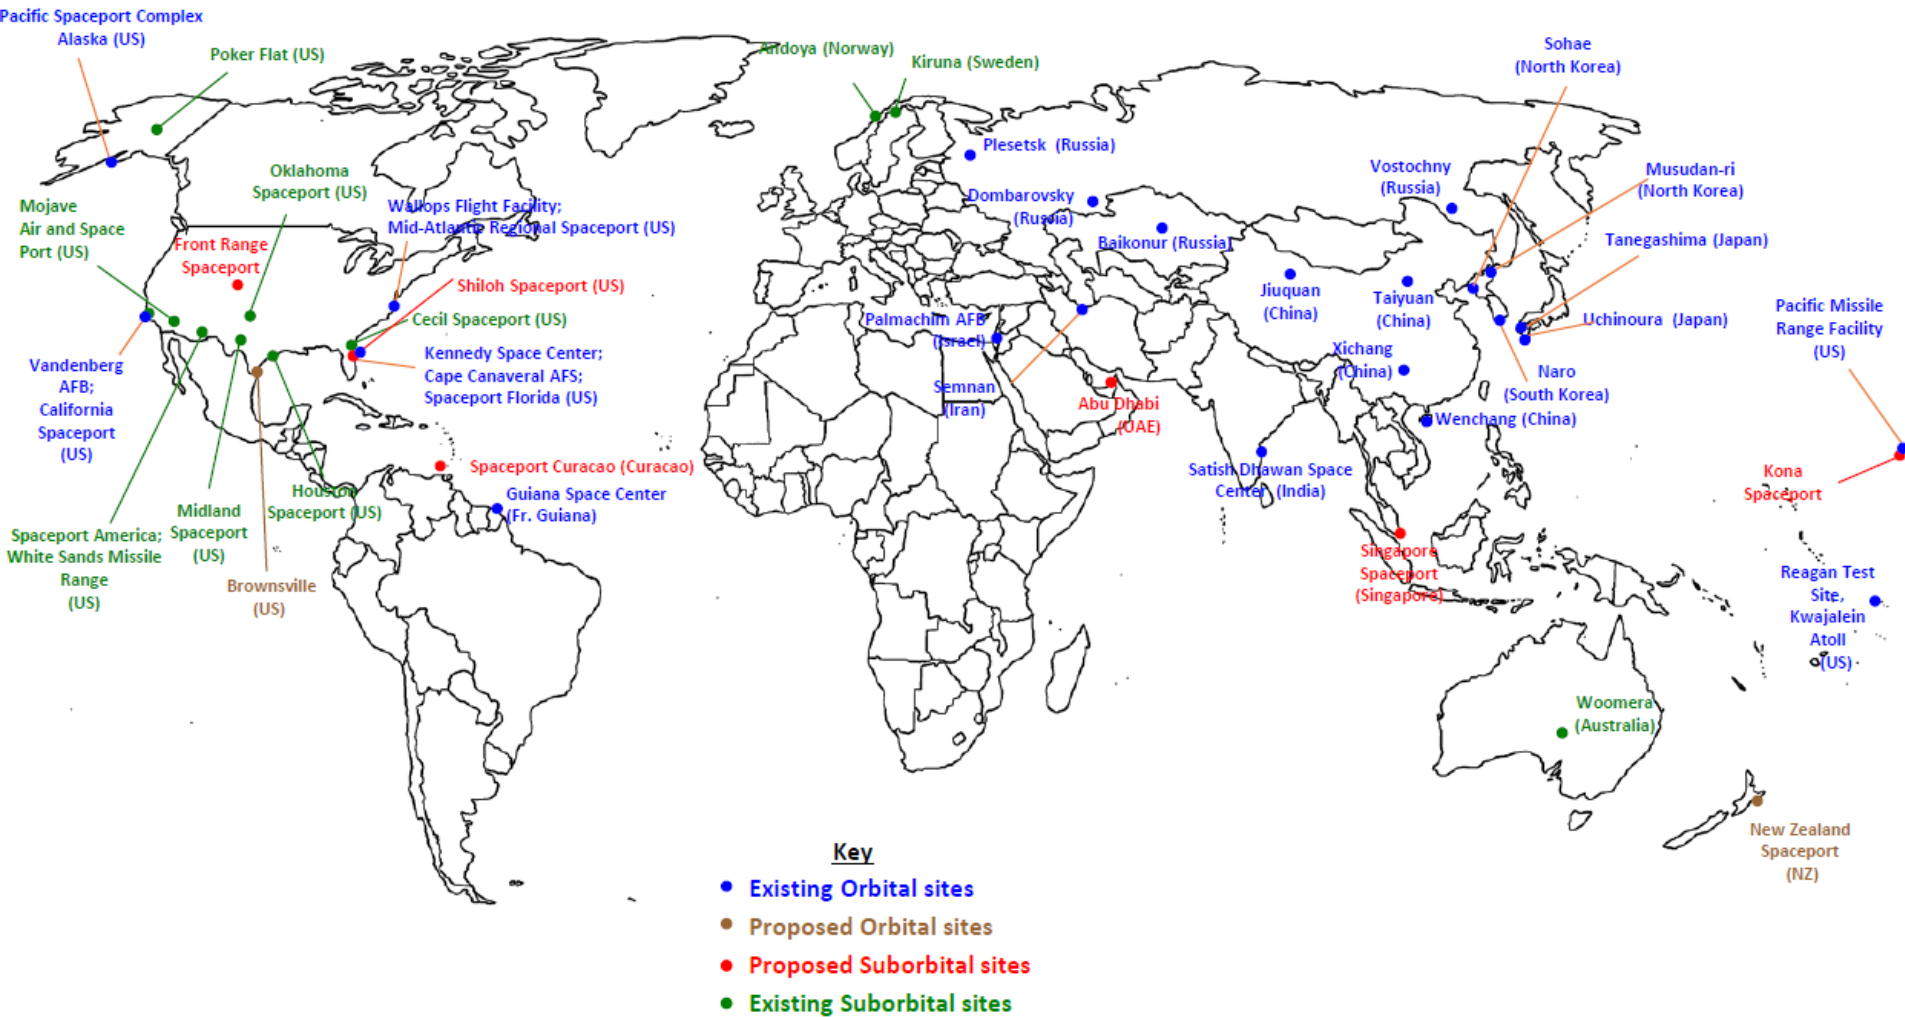 Pacific Spaceport Complex
Alaska (US)
Poker Flat (US)
Andoya (Norway)
Kiruna (Sweden)
Sohae
(North Korea)
Plesetsk (Russia)
Vostochny
(Russia)
Musudan-ri
(North Korea)
Oklahoma
Spaceport (US)
Mojave
Air and Space
Port (US)
Wallops Flight Facility;
Mid-Atlantic Regional Spaceport (US)
Dombarovsky
(Russia)
Baikonur (Russia)
Tanegashima (Japan)
Front Range
Spaceport
Shiloh Spaceport (US)
Cecil Spaceport (US)
Palmachim AFB
(Israel)
Jiuquan
(China)
Taiyuan
(China)
Uchinoura (Japan)
Pacific Missile
Range Facility
(US)
Vandenberg
AFB;
California
Spaceport
(US)
Kennedy Space Center;
Cape Canaveral AFS;
Spaceport Florida (US)
Semnan
(Iran)
Abu Dhabi
(UAE)
Xichang
(China)
Naro
(South Korea)
Wenchang (China)
Spaceport Curacao (Curacao)
Satish Dhawan Space
Center (India)
Kona
Spaceport
Guiana Space Center
(Fr. Guiana)
Houston
Spaceport (US)
Midland
Spaceport
(US)
Spaceport America;
White Sands Missile
Range
(US)
Brownsville
(US)
Singapore
Spaceport
(Singapore)
Reagan Test
Site,
Kwajalein
Atoll
(US)
Woomera
(Australia)
New Zealand
Spaceport
(NZ)
Key
Existing Orbital sites
Proposed Orbital sites
Proposed Suborbital sites
Existing Suborbital sites